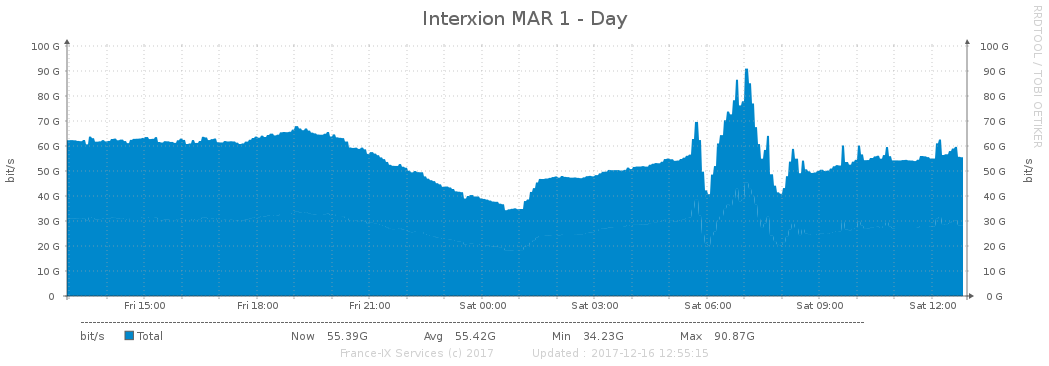 Interxion MAR 1 - Day
RRDTOOL / TOBI OETIKER
100 G 100 G
90 G 90 G
80 G 80 G
70 G 70 G
60 G 60 G
50 G 50 G
40 G 40 G
30 G 30 G
20 G 20 G
10 G 10 G
0 0 G
bit/s bit/s
Fri 15:00 Fri 18:00 Fri 21:00 Sat 00:00 Sat 03:00 Sat 06:00 Sat 09:00 Sat 12:00
bit/s Total Now 55.39G Avg 55.42G Min 34.23G Max 90.87G
France-IX Services (c) 2017 Updated : 2017-12-16 12:55:15